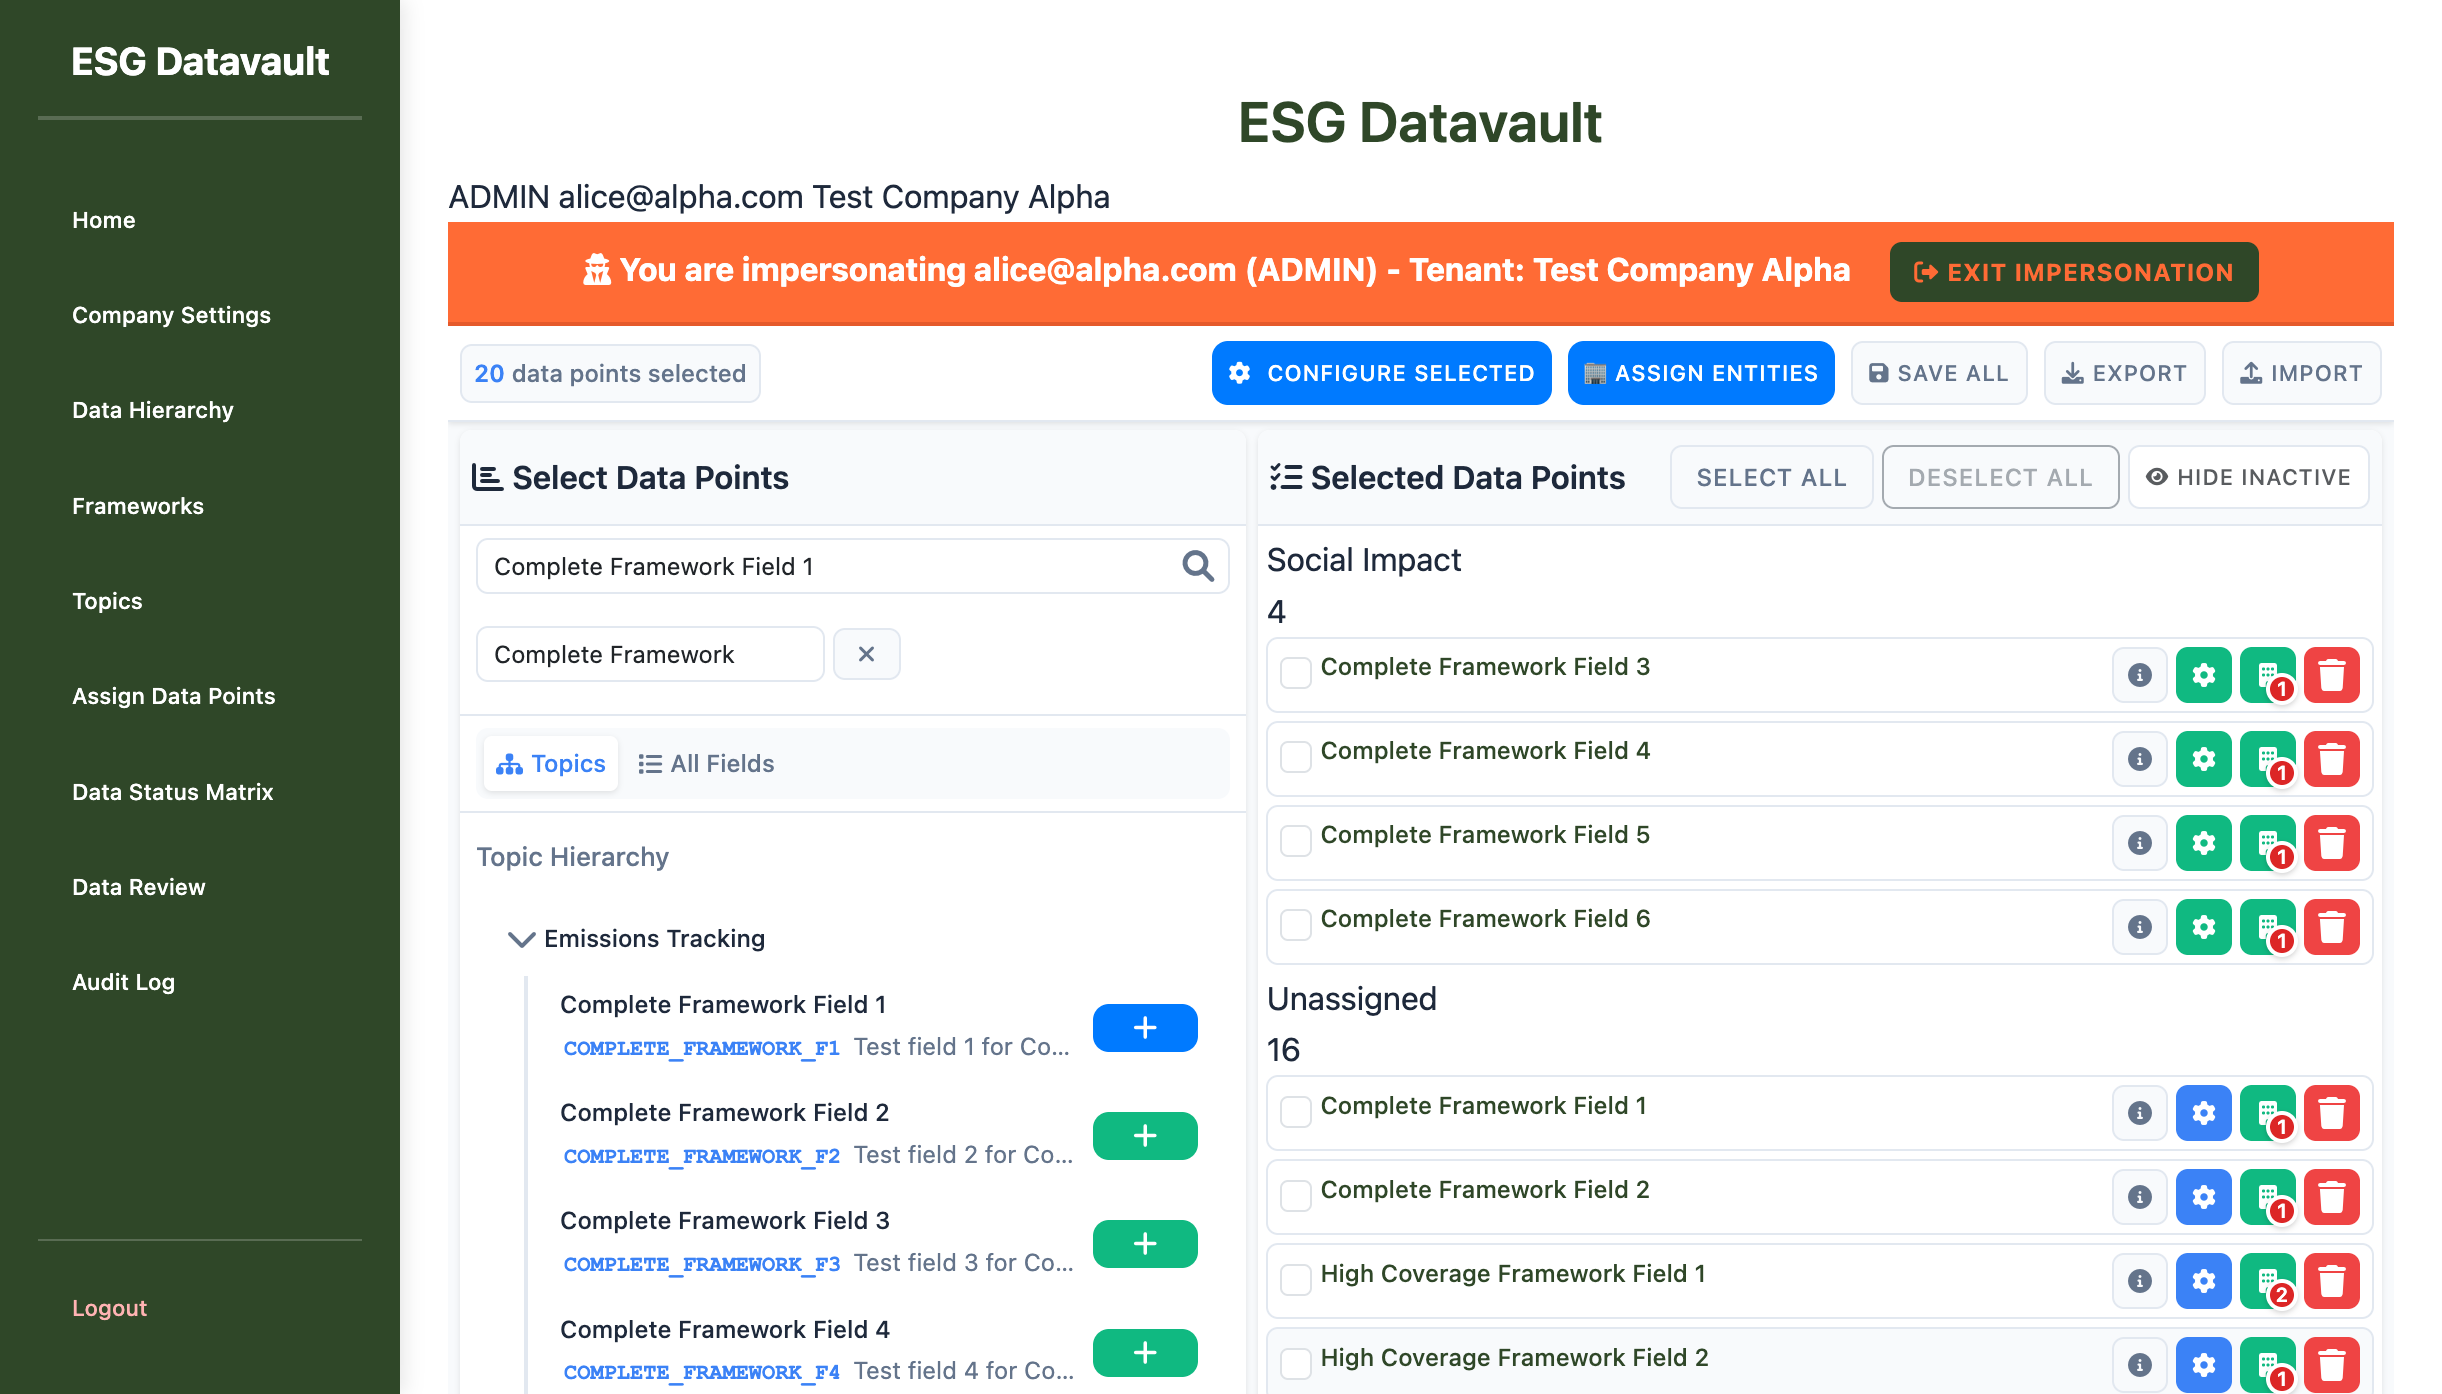 ESG Datavault
Home
Company Settings
Data Hierarchy
Frameworks
Topics
Assign Data Points
Data Status Matrix
Data Review
Audit Log
Logout
ESG Datavault
ADMIN alice@alpha.com Test Company Alpha
You are impersonating alice@alpha.com (ADMIN) - Tenant: Test Company Alpha
EXIT IMPERSONATION
20 data points selected
CONFIGURE SELECTED
ASSIGN ENTITIES
SAVE ALL
EXPORT
IMPORT
Select Data Points
Complete Framework Field 1
Complete Framework
Topics
All Fields
Topic Hierarchy
Emissions Tracking
Complete Framework Field 1
COMPLETE_FRAMEWORK_F1 Test field 1 for Co...
Complete Framework Field 2
COMPLETE_FRAMEWORK_F2 Test field 2 for Co...
Complete Framework Field 3
COMPLETE_FRAMEWORK_F3 Test field 3 for Co...
Complete Framework Field 4
COMPLETE_FRAMEWORK_F4 Test field 4 for Co...
Selected Data Points
SELECT ALL
DESELECT ALL
HIDE INACTIVE
Social Impact
4
Complete Framework Field 3
1
Complete Framework Field 4
1
Complete Framework Field 5
1
Complete Framework Field 6
1
Unassigned
16
Complete Framework Field 1
1
Complete Framework Field 2
1
High Coverage Framework Field 1
2
High Coverage Framework Field 2
1